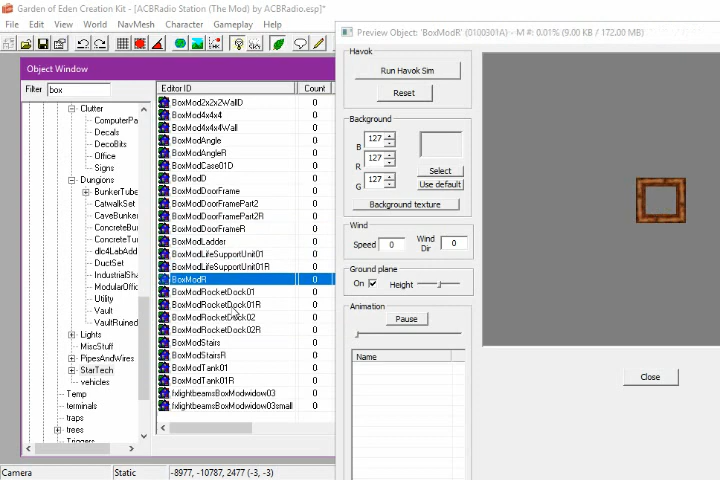 Garden of Eden Creation Kit - [ACBRadio Station (The Mod) by ACBRadio.esp]*
File Edit View World NavMesh Character Gameplay Help
Object Window
Filter box
Clutter
ComputerPa
Decals
DecoBits
Office
Signs
Dungions
BunkerTube
CatwalkSet
CaveBunker
ConcreteBu
ConcreteTu
dlc4LabAdd
DuctSet
IndustrialSha
ModularOffic
Utility
Vault
VaultRuined
Lights
MiscStuff
PipesAndWires
StarTech
vehicles
Temp
terminals
traps
trees
Triggers
Editor ID Count
BoxMod2x2x2WallD 0
BoxMod4x4x4 0
BoxMod4x4x4Wall 0
BoxModAngle 0
BoxModAngleR 0
BoxModCase01D 0
BoxModD 0
BoxModDoorFrame 0
BoxModDoorFramePart2 0
BoxModDoorFramePart2R 0
BoxModDoorFrameR 0
BoxModLadder 0
BoxModLifeSupportUnit01 0
BoxModLifeSupportUnit01R 0
BoxModR 0
BoxModRocketDock01 0
BoxModRocketDock01R 0
BoxModRocketDock02 0
BoxModRocketDock02R 0
BoxModStairs 0
BoxModStairsR 0
BoxModTank01 0
BoxModTank01R 0
fxlightbeamsBoxModwidow03 0
fxlightbeamsBoxModwidow03small 0
Preview Object: 'BoxModR' (0100301A) - M #: 0.01% (9.00 KB / 172.00 MB)
Havok
Run Havok Sim
Reset
Background
B 127
R 127
G 127
Select
Use default
Background texture
Wind
Speed 0 Wind Dir 0
Ground plane
On Height
Animation
Pause
Name
Close
Camera Static -8977, -10787, 2477 (-3, -3)